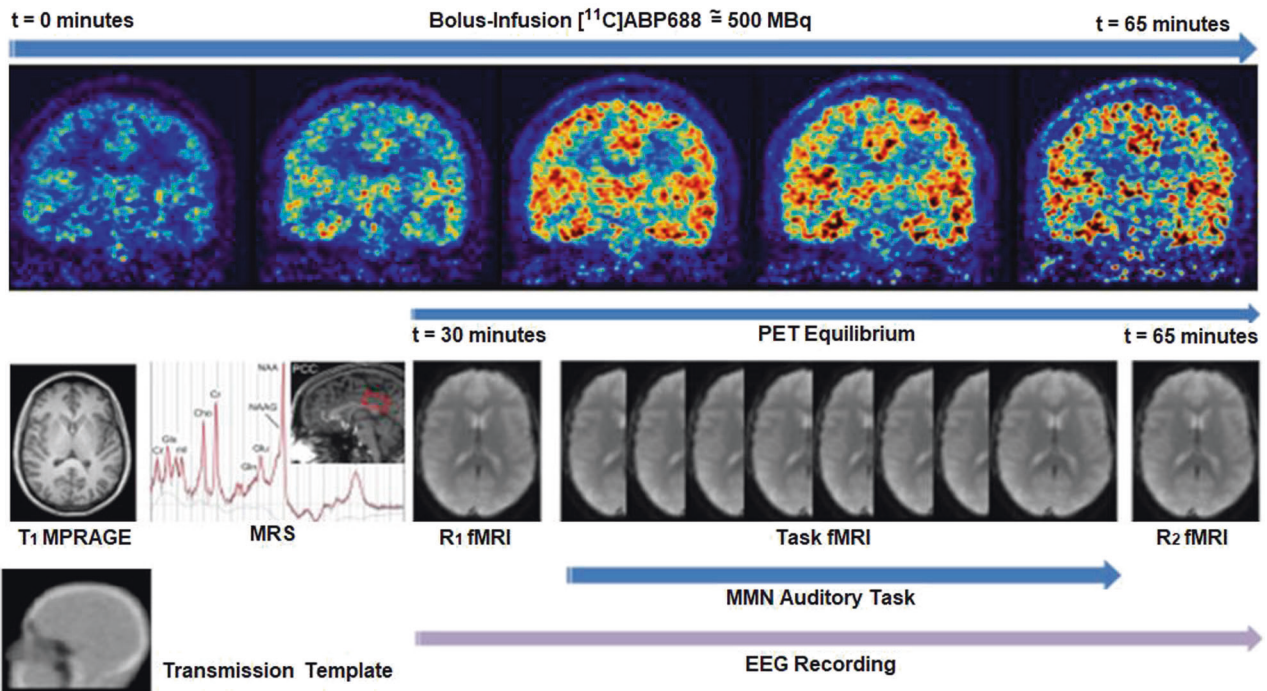 t = 0 minutes
Bolus-Infusion [¹¹C]ABP688 ≅ 500 MBq
t = 65 minutes
t = 30 minutes
PET Equilibrium
t = 65 minutes
NAA
PCC
Cr
Cho
NAAG
Glx
Cr
mI
Glu
Gln
T₁ MPRAGE
MRS
R₁ fMRI
Task fMRI
R₂ fMRI
MMN Auditory Task
EEG Recording
Transmission Template